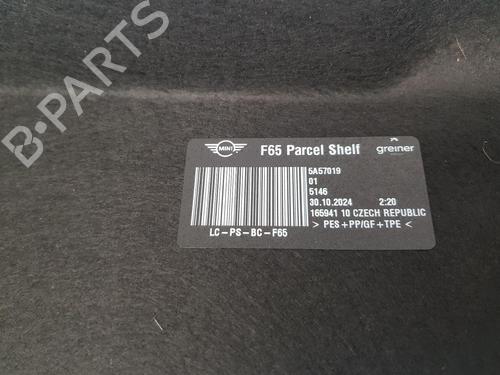 B-PARTS
MINI
F65 Parcel Shelf
greiner
5A57019
01
5146
30.10.2024 2:20
165941 10 CZECH REPUBLIC
> PES+PP/GF+TPE <
LC-PS-BC-F65